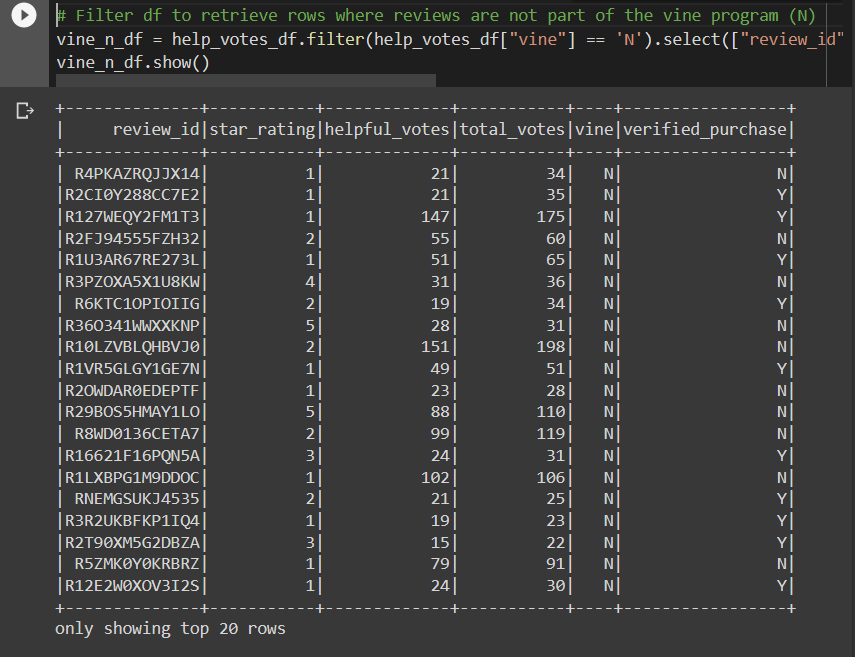 # Filter df to retrieve rows where reviews are not part of the vine program (N)
vine_n_df = help_votes_df.filter(help_votes_df["vine"] == 'N').select(["review_id"
vine_n_df.show()
+--------------+-----------+-------------+-----------+----+-----------------+
|     review_id|star_rating|helpful_votes|total_votes|vine|verified_purchase|
+--------------+-----------+-------------+-----------+----+-----------------+
| R4PKAZRQJJX14|          1|           21|         34|   N|                N|
|R2CI0Y288CC7E2|          1|           21|         35|   N|                Y|
|R127WEQY2FM1T3|          1|          147|        175|   N|                Y|
|R2FJ94555FZH32|          2|           55|         60|   N|                N|
|R1U3AR67RE273L|          1|           51|         65|   N|                Y|
|R3PZOXA5X1U8KW|          4|           31|         36|   N|                N|
| R6KTC1OPIOIIG|          2|           19|         34|   N|                Y|
|R36O341WWXXKNP|          5|           28|         31|   N|                N|
|R10LZVBLQHBVJ0|          2|          151|        198|   N|                N|
|R1VR5GLGY1GE7N|          1|           49|         51|   N|                Y|
|R2OWDAR0EDEPTF|          1|           23|         28|   N|                N|
|R29BOS5HMAY1LO|          5|           88|        110|   N|                N|
| R8WD0136CETA7|          2|           99|        119|   N|                N|
|R16621F16PQN5A|          3|           24|         31|   N|                Y|
|R1LXBPG1M9DDOC|          1|          102|        106|   N|                N|
| RNEMGSUKJ4535|          2|           21|         25|   N|                Y|
|R3R2UKBFKP1IQ4|          1|           19|         23|   N|                Y|
|R2T90XM5G2DBZA|          3|           15|         22|   N|                Y|
| R5ZMK0Y0KRBRZ|          1|           79|         91|   N|                N|
|R12E2W0XOV3I2S|          1|           24|         30|   N|                Y|
+--------------+-----------+-------------+-----------+----+-----------------+
only showing top 20 rows